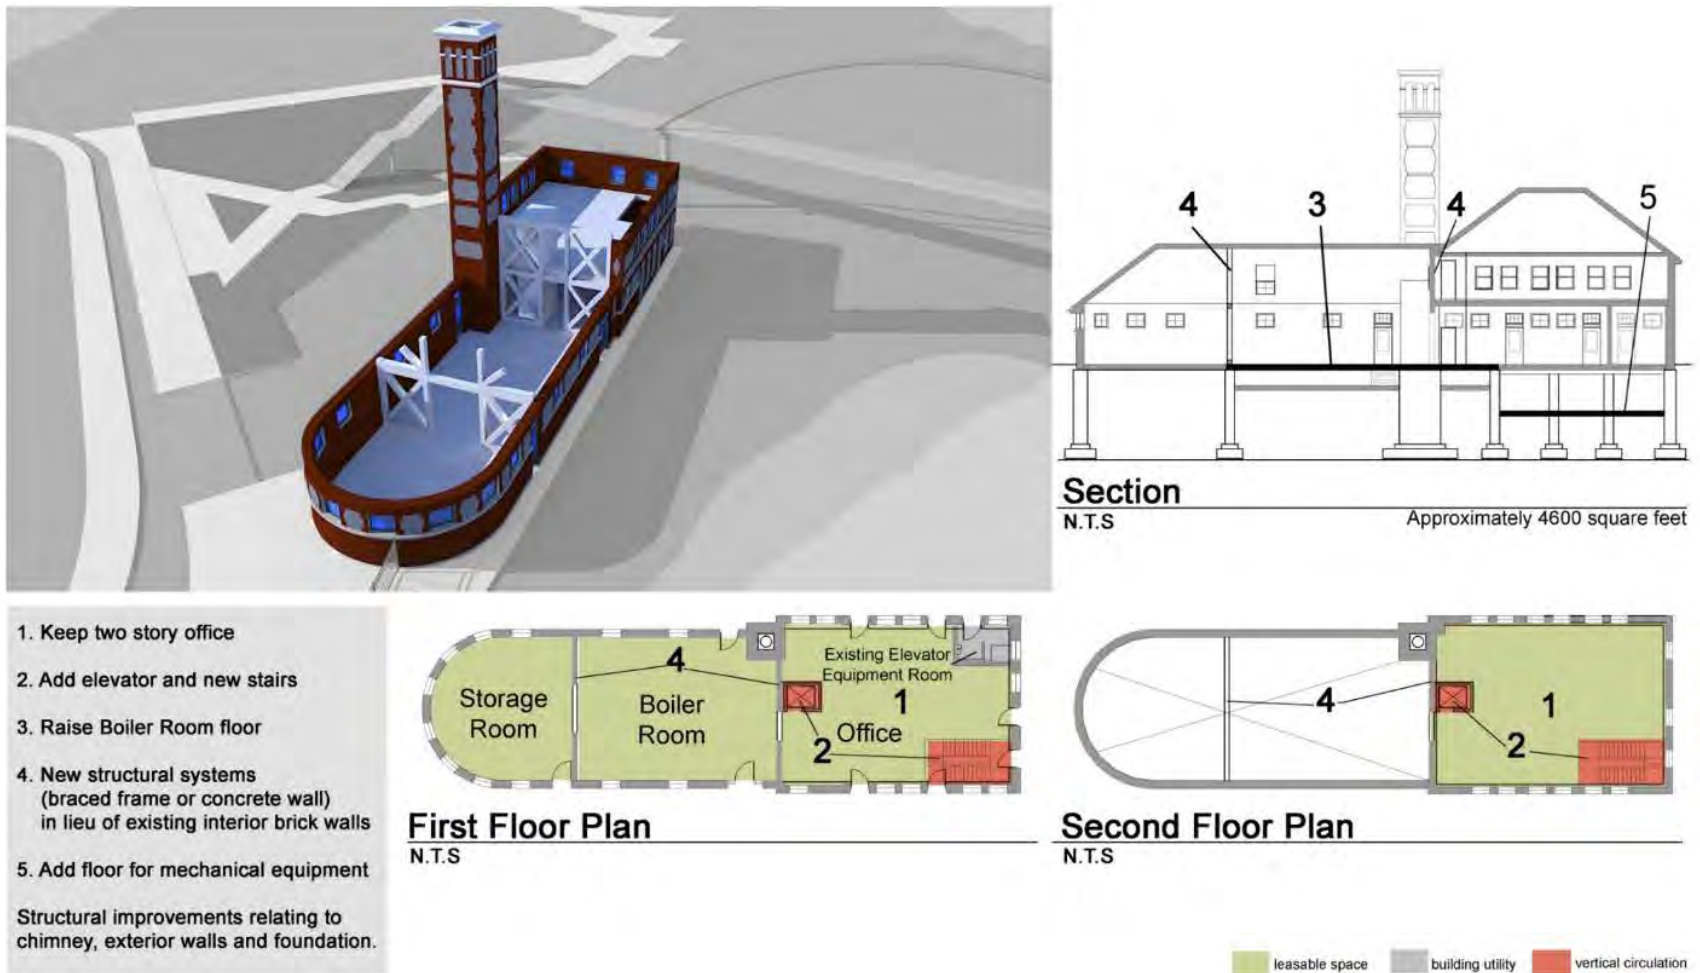 4
3
4
5
Section
N.T.S
Approximately 4600 square feet
1. Keep two story office
2. Add elevator and new stairs
3. Raise Boiler Room floor
4. New structural systems
(braced frame or concrete wall)
in lieu of existing interior brick walls
5. Add floor for mechanical equipment
Structural improvements relating to
chimney, exterior walls and foundation.
Storage
Room
4
Boiler
Room
Existing Elevator
Equipment Room
1
Office
2
First Floor Plan
N.T.S
4
1
2
Second Floor Plan
N.T.S
leasable space
building utility
vertical circulation